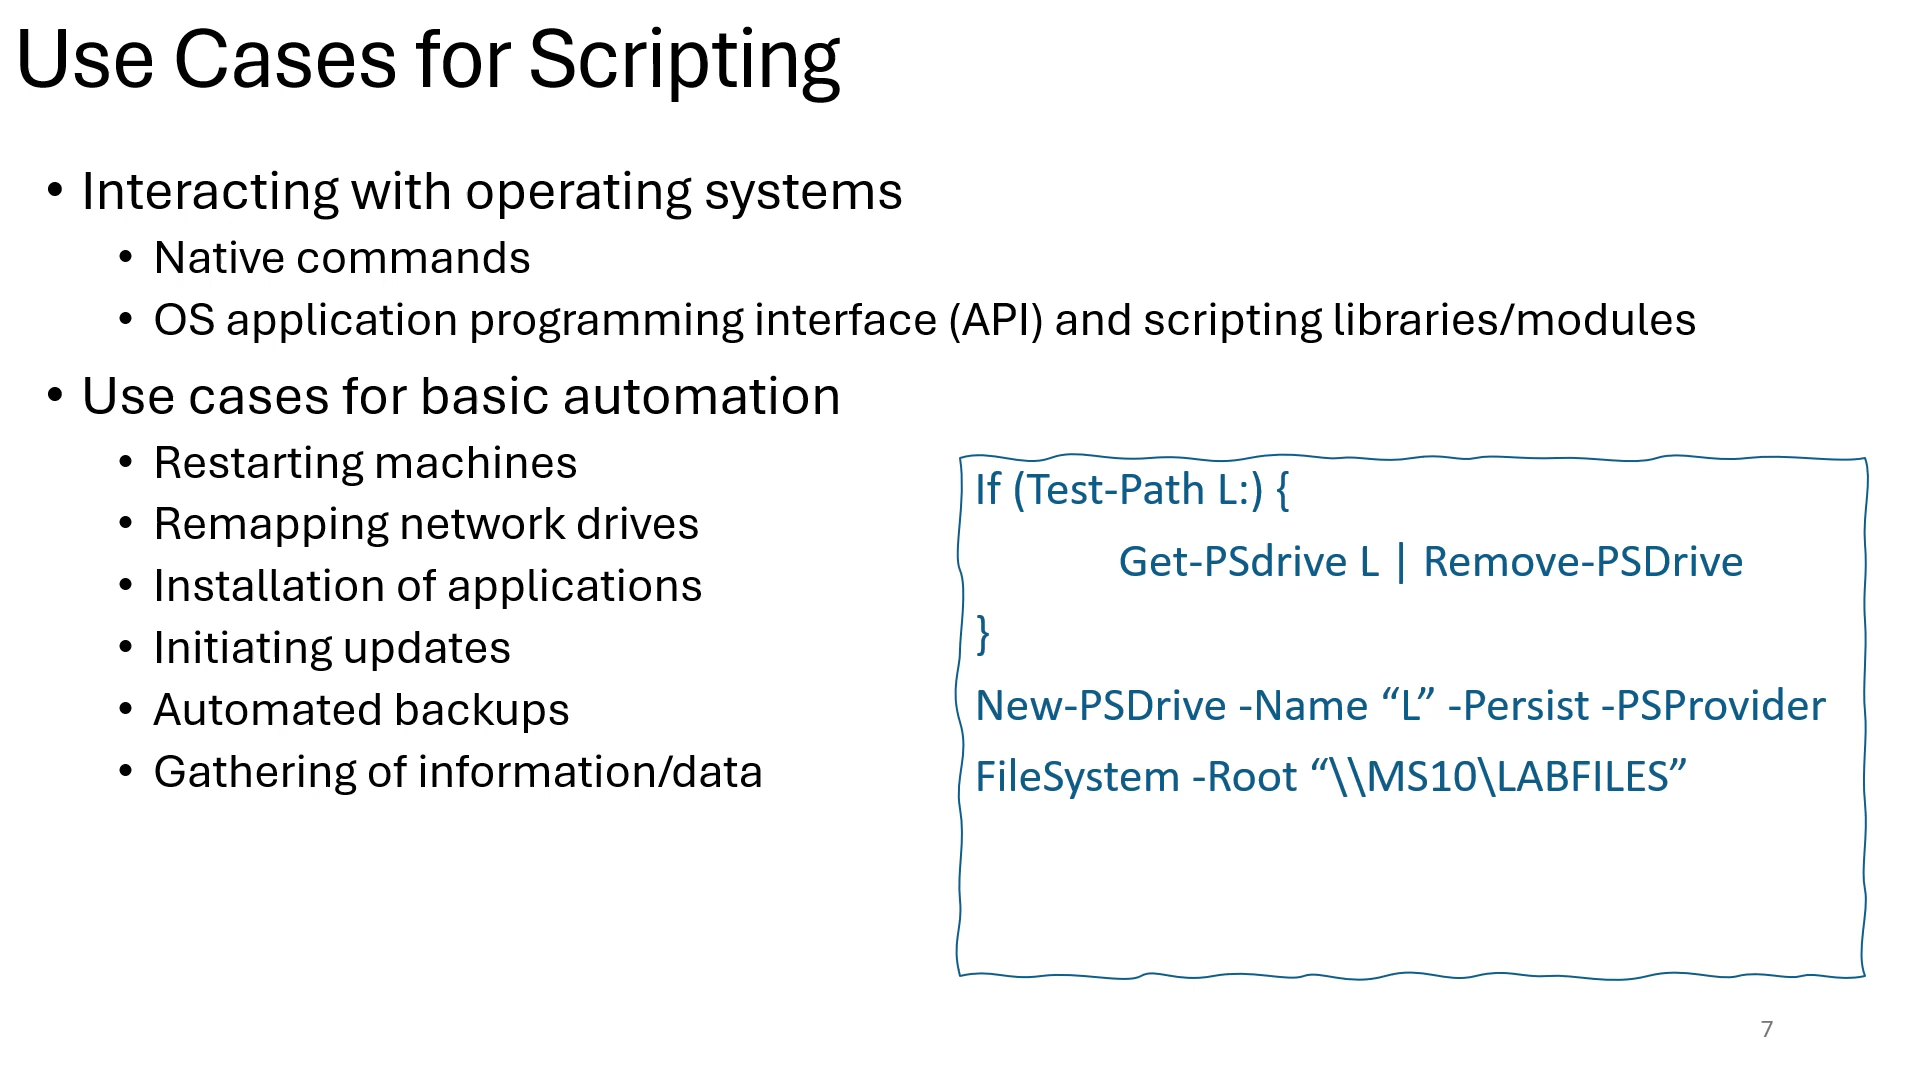 Use Cases for Scripting
• Interacting with operating systems
• Native commands
• OS application programming interface (API) and scripting libraries/modules
• Use cases for basic automation
• Restarting machines
• Remapping network drives
• Installation of applications
• Initiating updates
• Automated backups
• Gathering of information/data
If (Test-Path L:) {
Get-PSdrive L | Remove-PSDrive
}
New-PSDrive -Name “L” -Persist -PSProvider
FileSystem -Root “\\MS10\LABFILES”
7